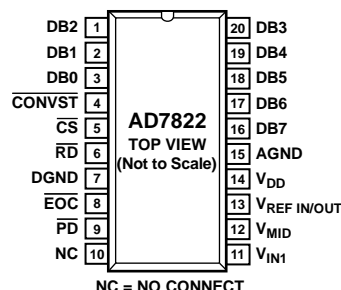 DB2 1 20 DB3
DB1 2 19 DB4
DB0 3 18 DB5
CONVST 4 17 DB6
CS 5 AD7822 16 DB7
RD 6 TOP VIEW 15 AGND
DGND 7 (Not to Scale) 14 VDD
EOC 8 13 VREF IN/OUT
PD 9 12 VMID
NC 10 11 VIN1
NC = NO CONNECT